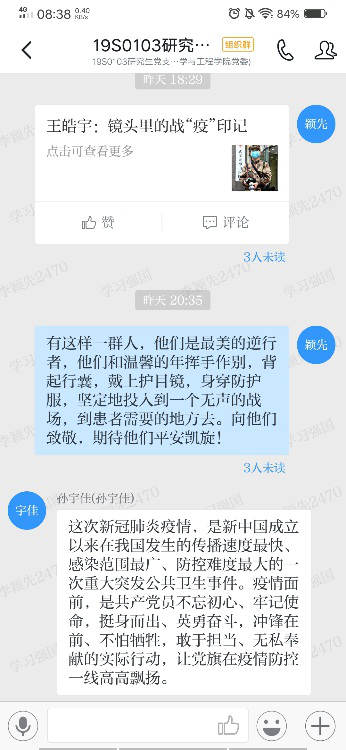 4G 08:38 0.40 KB/s 84%
19S0103研究… 组织群
19S0103研究生党支…学与工程学院党委)
昨天 18:29
王皓宇：镜头里的战“疫”印记
点击可查看更多
颖先
赞 评论
3人未读
昨天 20:35
有这样一群人，他们是最美的逆行
者，他们和温馨的年挥手作别，背
起行囊，戴上护目镜，身穿防护
服，坚定地投入到一个无声的战
场，到患者需要的地方去。向他们
致敬，期待他们平安凯旋！
颖先
3人未读
宇佳
孙宇佳(孙宇佳)
这次新冠肺炎疫情、是新中国成立
以来在我国发生的传播速度最快、
感染范围最广、防控难度最大的一
次重大突发公共卫生事件。疫情面
前，是共产党员不忘初心、牢记使
命，挺身而出、英勇奋斗，冲锋在
前、不怕牺牲，敢于担当、无私奉
献的实际行动，让党旗在疫情防控
一线高高飘扬。
学习强国